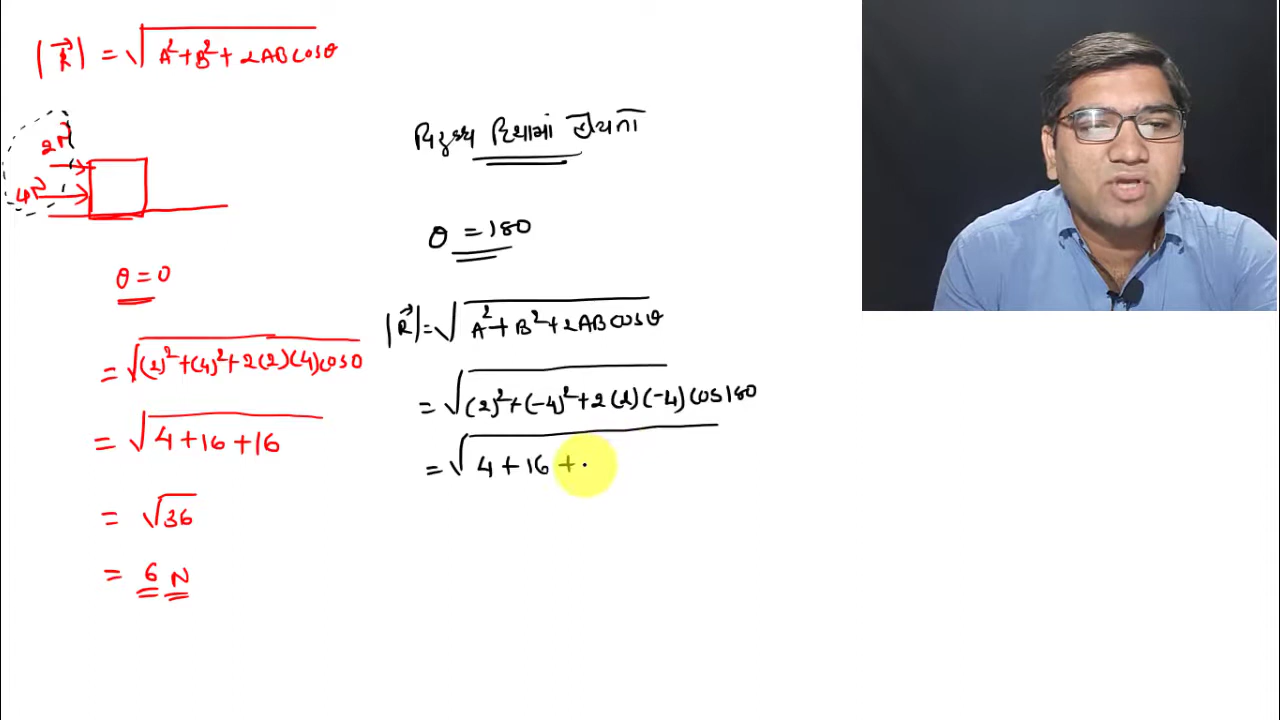 |R⃗| = √A²+B²+2ABcosθ
2N
4N
θ = 0
= √(2)²+(4)²+2(2)(4)cos0
= √4+16+16
= √36
= 6 N
વિરુધ્ધ દિશામાં હોયતો
θ = 180
|R⃗| = √A²+B²+2ABcosθ
= √(2)²+(-4)²+2(2)(-4)cos180
= √4+16+